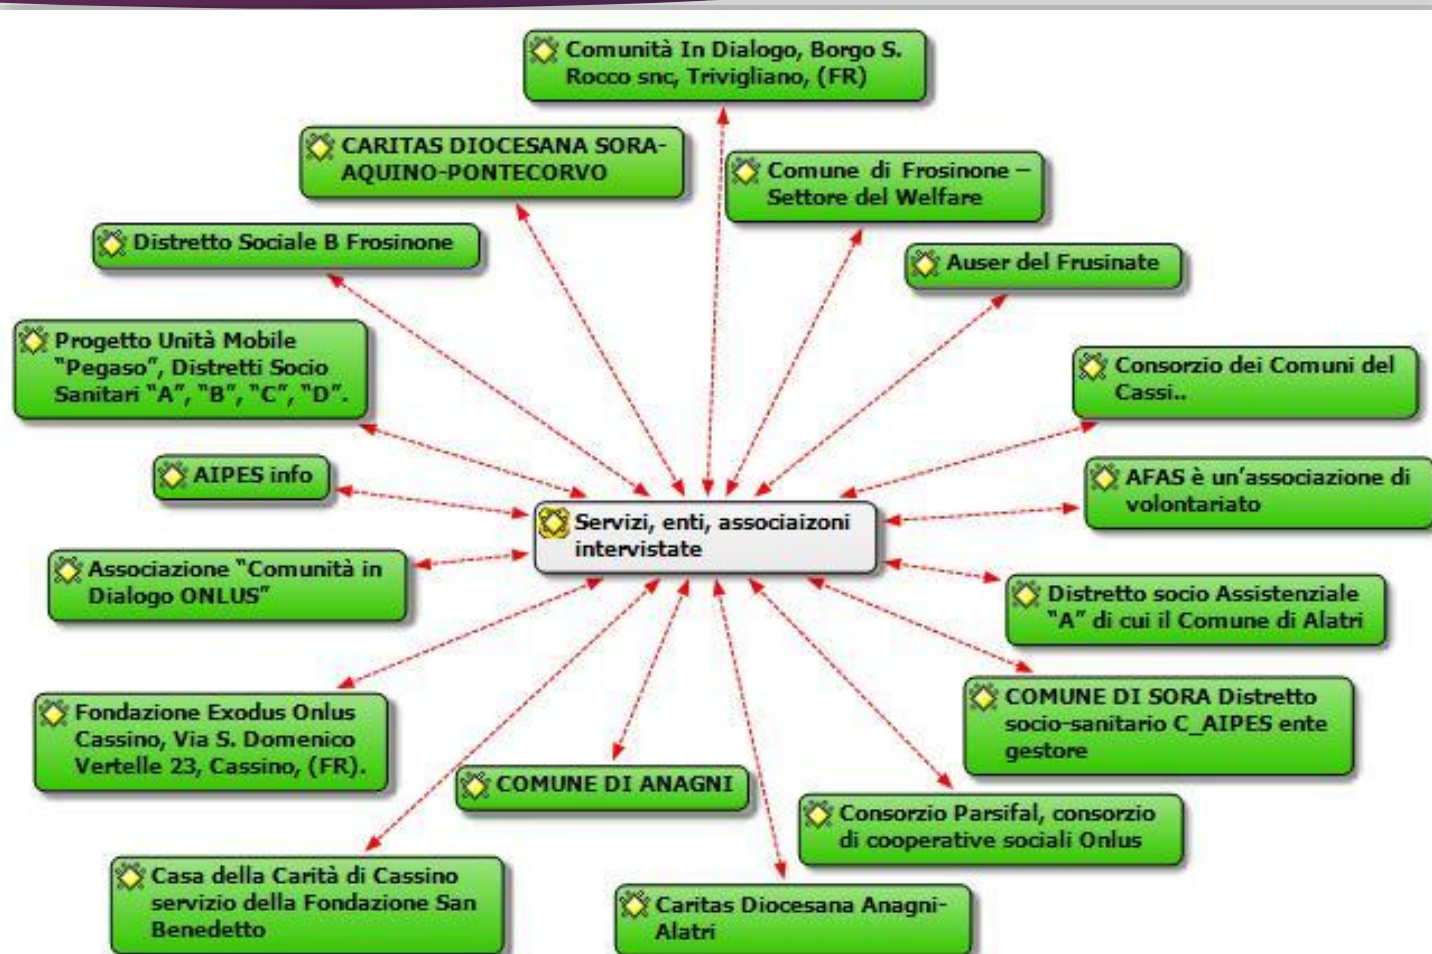 Comunità In Dialogo, Borgo S.
Rocco snc, Trivigliano, (FR)
CARITAS DIOCESANA SORA-
AQUINO-PONTECORVO
Comune di Frosinone –
Settore del Welfare
Distretto Sociale B Frosinone
Auser del Frusinate
Progetto Unità Mobile
“Pegaso”, Distretti Socio
Sanitari “A”, “B”, “C”, “D”.
Consorzio dei Comuni del
Cassi..
AIPES info
AFAS è un’associazione di
volontariato
Servizi, enti, associaizoni
intervistate
Associazione “Comunità in
Dialogo ONLUS”
Distretto socio Assistenziale
“A” di cui il Comune di Alatri
COMUNE DI SORA Distretto
socio-sanitario C_AIPES ente
gestore
Fondazione Exodus Onlus
Cassino, Via S. Domenico
Vertelle 23, Cassino, (FR).
COMUNE DI ANAGNI
Consorzio Parsifal, consorzio
di cooperative sociali Onlus
Casa della Carità di Cassino
servizio della Fondazione San
Benedetto
Caritas Diocesana Anagni-
Alatri